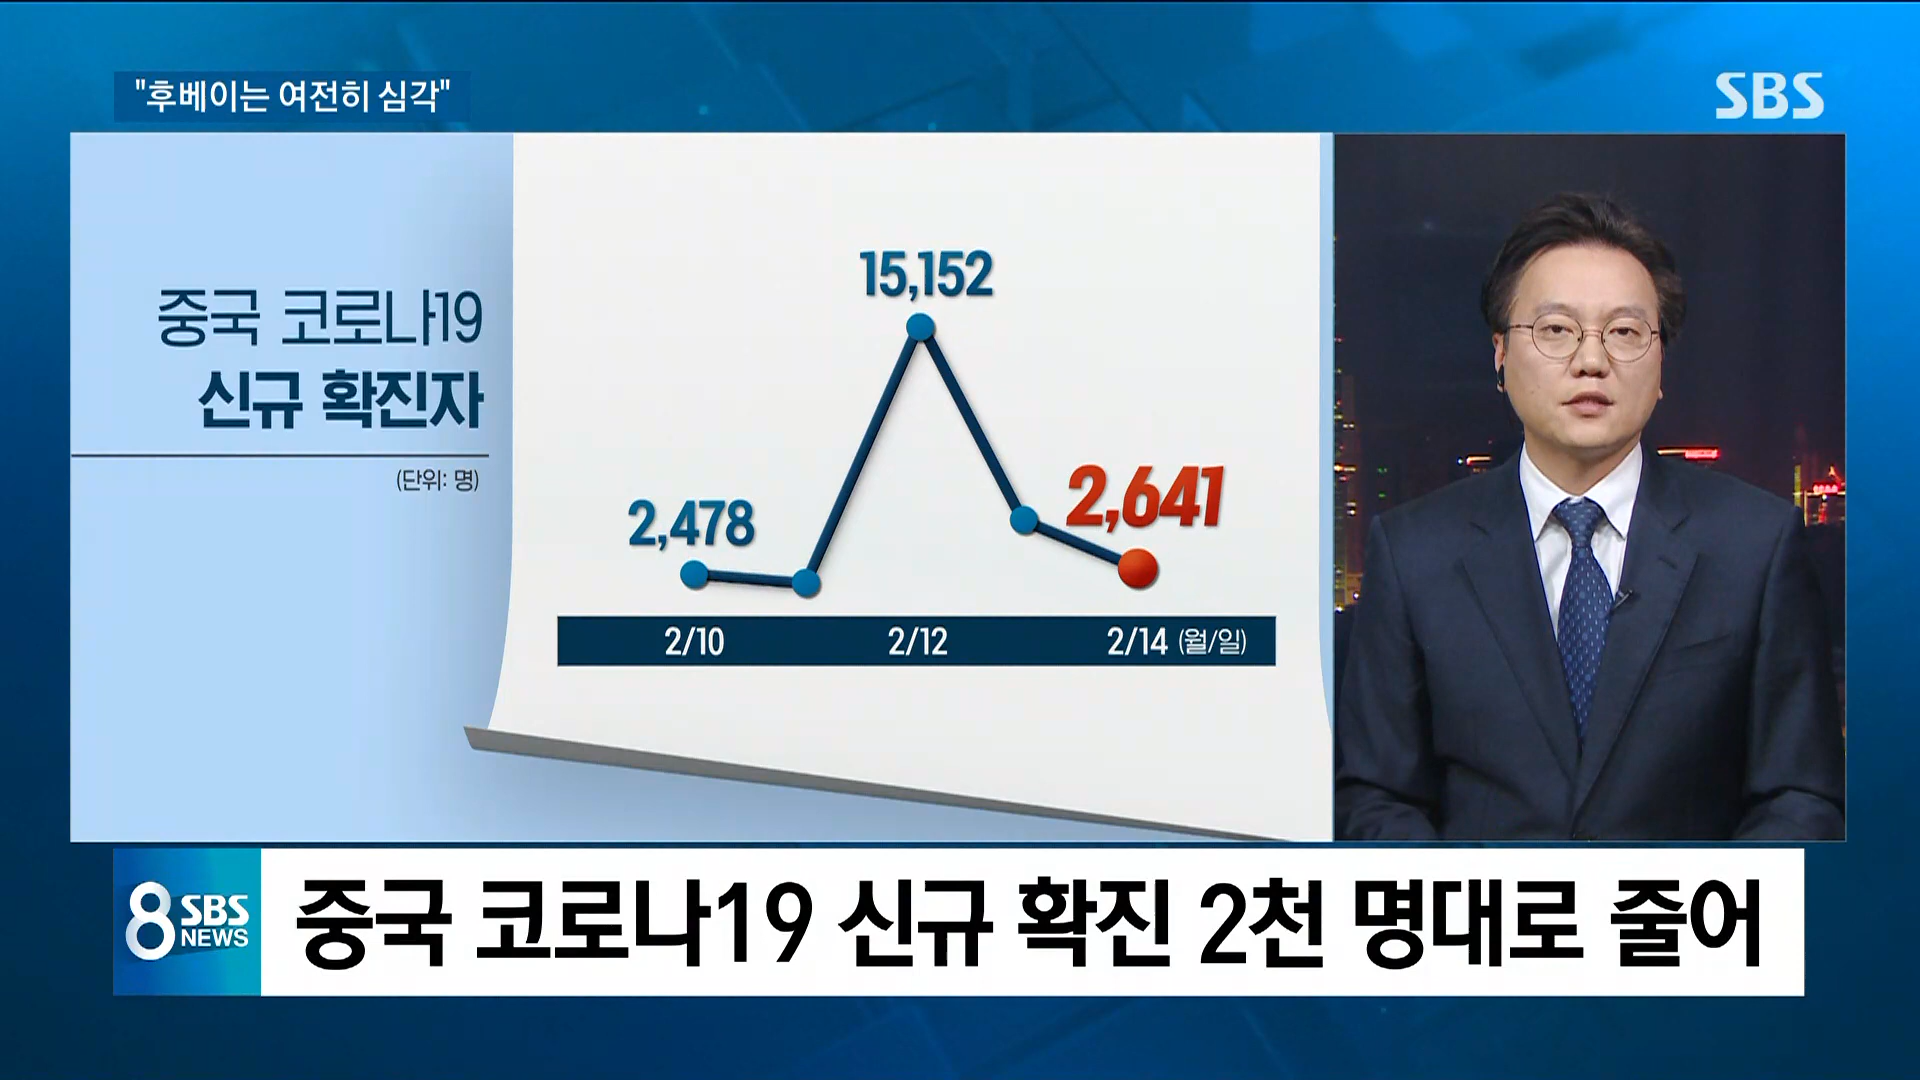 "후베이는 여전히 심각"
SBS
중국 코로나19
신규 확진자
(단위: 명)
15,152
2,478
2,641
2/10 2/12 2/14 (월/일)
8 SBS NEWS
중국 코로나19 신규 확진 2천 명대로 줄어